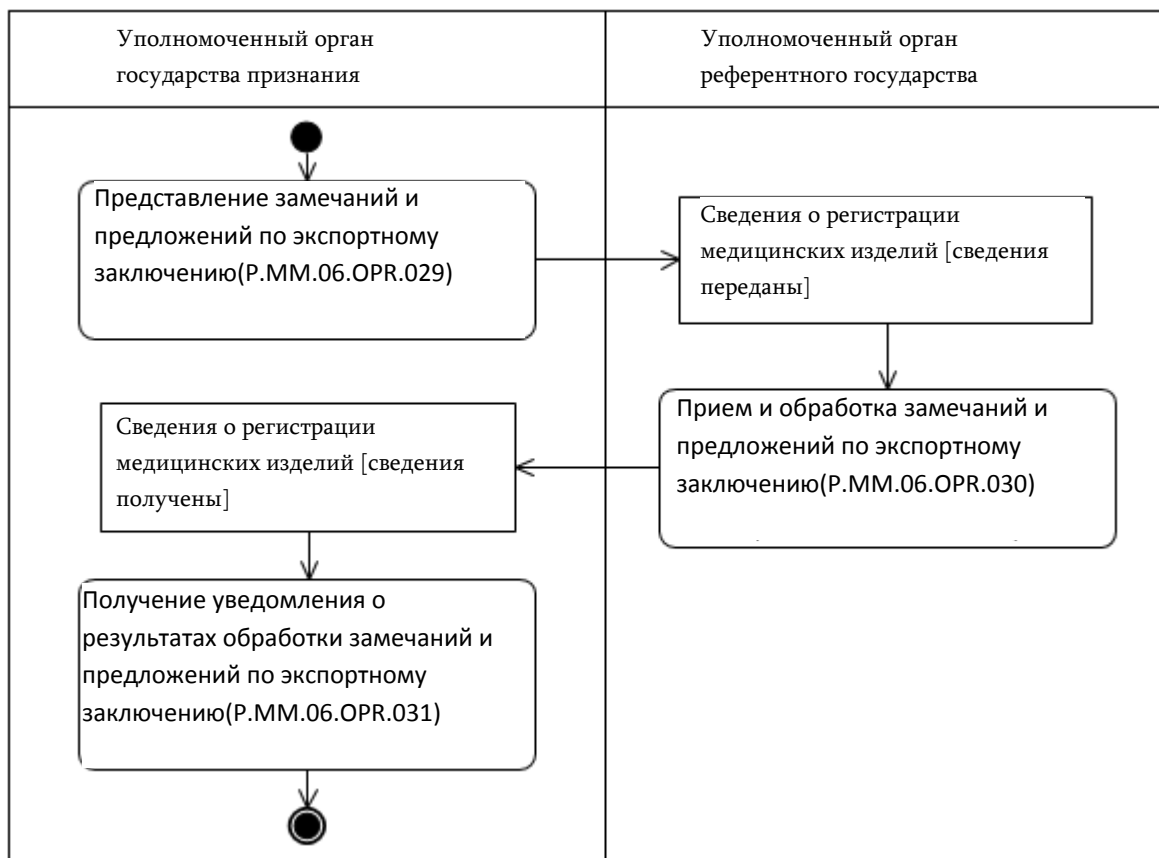 Уполномоченный орган
государства признания
Уполномоченный орган
референтного государства
Представление замечаний и
предложений по экспортному
заключению(P.MM.06.OPR.029)
Сведения о регистрации
медицинских изделий [сведения
переданы]
Прием и обработка замечаний и
предложений по экспортному
заключению(P.MM.06.OPR.030)
Сведения о регистрации
медицинских изделий [сведения
получены]
Получение уведомления о
результатах обработки замечаний и
предложений по экспортному
заключению(P.MM.06.OPR.031)